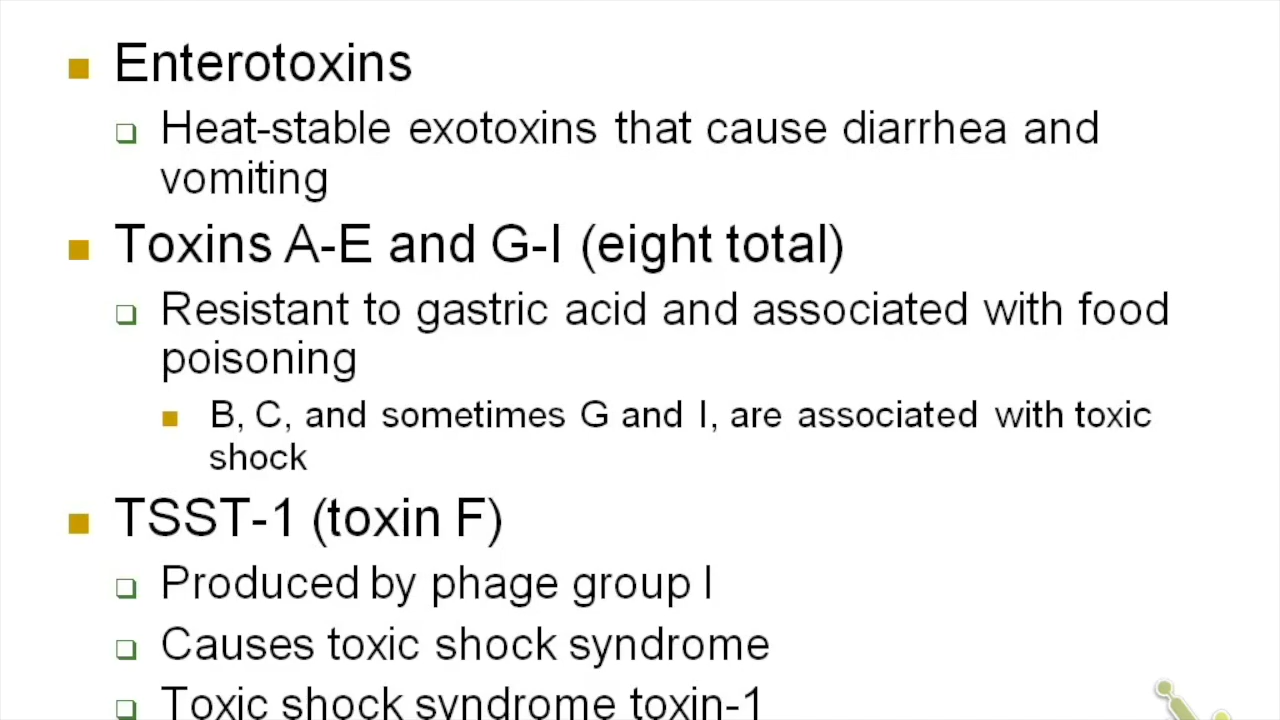 Enterotoxins
Heat-stable exotoxins that cause diarrhea and
vomiting
Toxins A-E and G-I (eight total)
Resistant to gastric acid and associated with food
poisoning
B, C, and sometimes G and I, are associated with toxic
shock
TSST-1 (toxin F)
Produced by phage group I
Causes toxic shock syndrome
Toxic shock syndrome toxin-1